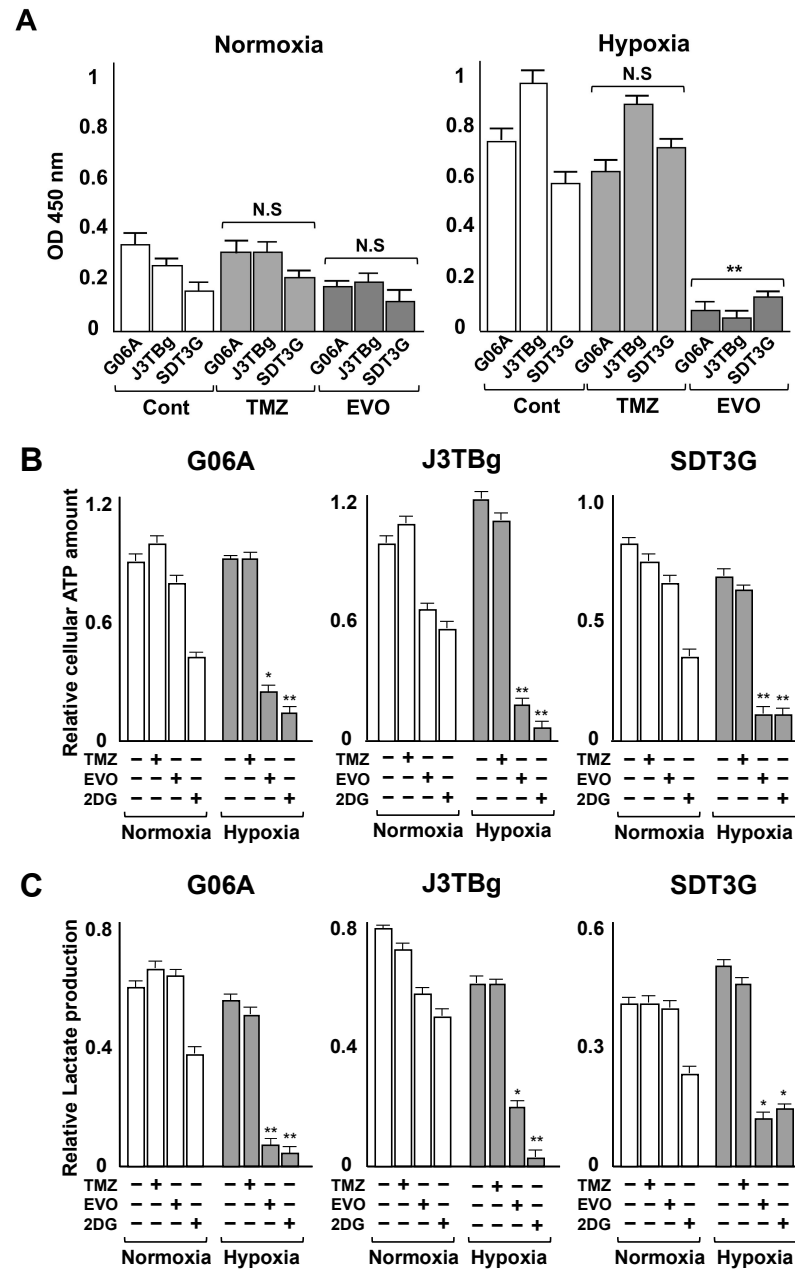 A
Normoxia
Hypoxia
OD 450 nm
1
0.8
0.6
0.4
0.2
0
N.S
N.S
G06A
J3TBg
SDT3G
G06A
J3TBg
SDT3G
G06A
J3TBg
SDT3G
Cont
TMZ
EVO
1
0.8
0.6
0.4
0.2
0
N.S
**
G06A
J3TBg
SDT3G
G06A
J3TBg
SDT3G
G06A
J3TBg
SDT3G
Cont
TMZ
EVO
B
G06A
J3TBg
SDT3G
Relative cellular ATP amount
1.2
0.6
0
* **
TMZ – + – – – + – –
EVO – – + – – – + –
2DG – – – + – – – +
Normoxia Hypoxia
1.2
0.6
0
** **
TMZ – + – – – + – –
EVO – – + – – – + –
2DG – – – + – – – +
Normoxia Hypoxia
1.0
0.5
0
** **
TMZ – + – – – + – –
EVO – – + – – – + –
2DG – – – + – – – +
Normoxia Hypoxia
C
G06A
J3TBg
SDT3G
Relative Lactate production
0.8
0.4
0
** **
TMZ – + – – – + – –
EVO – – + – – – + –
2DG – – – + – – – +
Normoxia Hypoxia
0.8
0.4
0
* **
TMZ – + – – – + – –
EVO – – + – – – + –
2DG – – – + – – – +
Normoxia Hypoxia
0.6
0.3
0
* *
TMZ – + – – – + – –
EVO – – + – – – + –
2DG – – – + – – – +
Normoxia Hypoxia